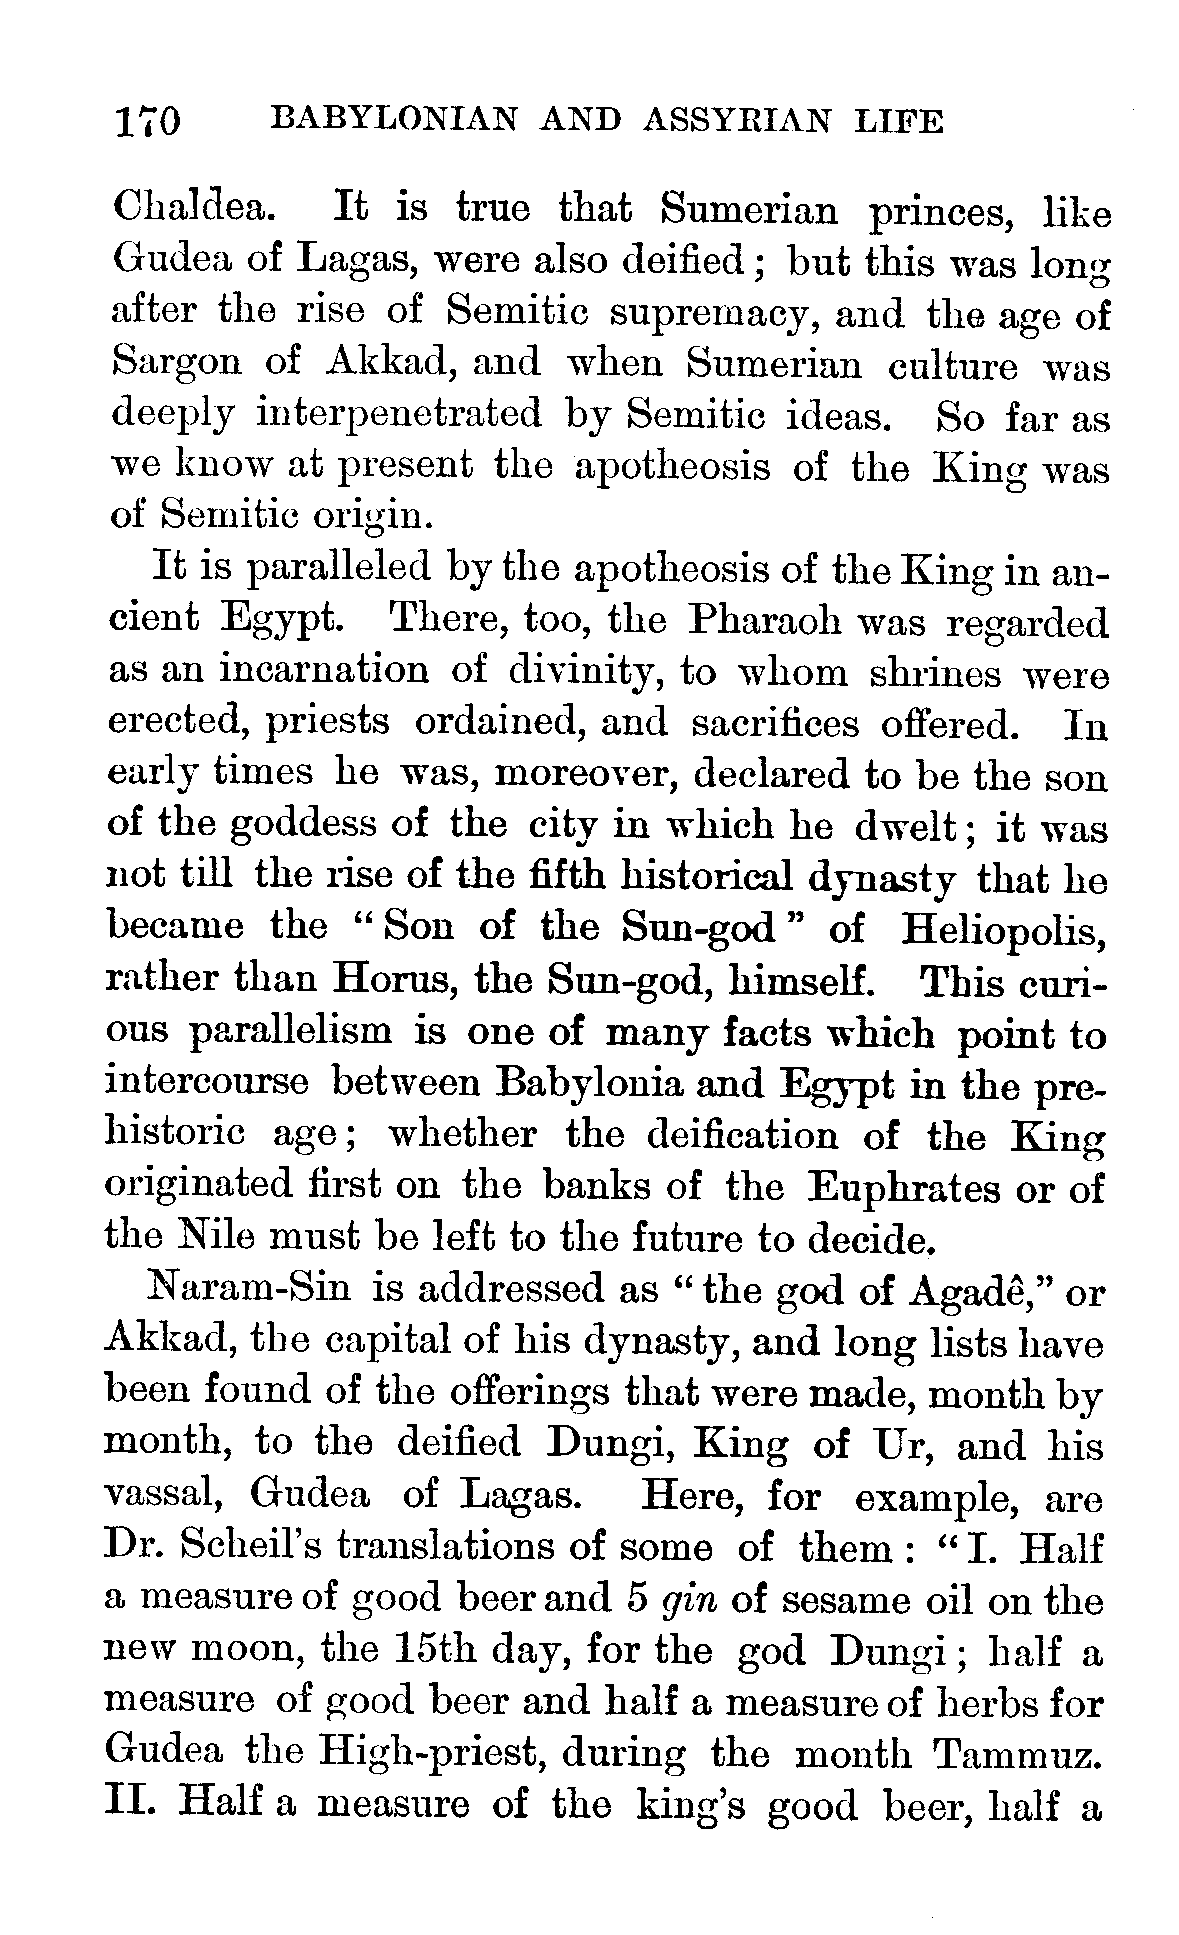 170 BABYLONIAN AND ASSYRIAN LIFE
Chaldea. It is true that Sumerian princes, like
Gudea of Lagas, were also deified; but this was long
after the rise of Semitic supremacy, and the age of
Sargon of Akkad, and when Sumerian culture was
deeply interpenetrated by Semitic ideas. So far as
we know at present the apotheosis of the King was
of Semitic origin.
It is paralleled by the apotheosis of the King in an-
cient Egypt. There, too, the Pharaoh was regarded
as an incarnation of divinity, to whom shrines were
erected, priests ordained, and sacrifices offered. In
early times he was, moreover, declared to be the son
of the goddess of the city in which he dwelt; it was
not till the rise of the fifth historical dynasty that he
became the “Son of the Sun-god” of Heliopolis,
rather than Horus, the Sun-god, himself. This curi-
ous parallelism is one of many facts which point to
intercourse between Babylonia and Egypt in the pre-
historic age; whether the deification of the King
originated first on the banks of the Euphrates or of
the Nile must be left to the future to decide.
Naram-Sin is addressed as “the god of Agadê,” or
Akkad, the capital of his dynasty, and long lists have
been found of the offerings that were made, month by
month, to the deified Dungi, King of Ur, and his
vassal, Gudea of Lagas. Here, for example, are
Dr. Scheil’s translations of some of them: “I. Half
a measure of good beer and 5 gin of sesame oil on the
new moon, the 15th day, for the god Dungi; half a
measure of good beer and half a measure of herbs for
Gudea the High-priest, during the month Tammuz.
II. Half a measure of the king’s good beer, half a